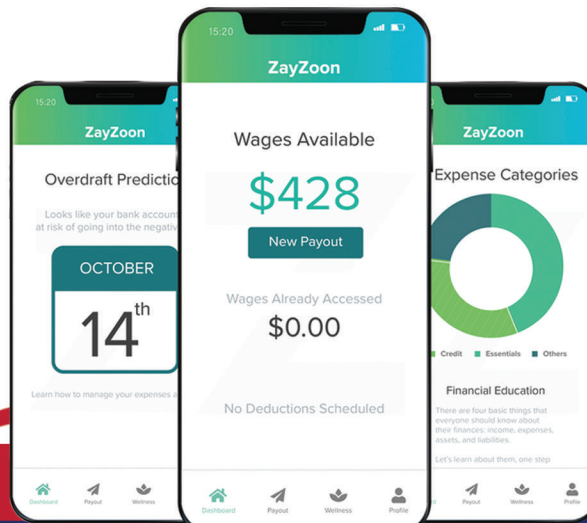 15:20
ZayZoon
Overdraft Predictio
Looks like your bank account
at risk of going into the negativ
OCTOBER
14th
Learn how to manage your expenses a
Dashboard
Payout
Wellness
15:20
ZayZoon
Wages Available
$428
New Payout
Wages Already Accessed
$0.00
No Deductions Scheduled
Dashboard
Payout
Wellness
Profile
ZayZoon
Expense Categories
Credit
Essentials
Others
Financial Education
There are four basic things that
everyone should know about
their finances: income, expenses,
assets, and liabilities.
Let's learn about them, one step
Payout
Wellness
Profile